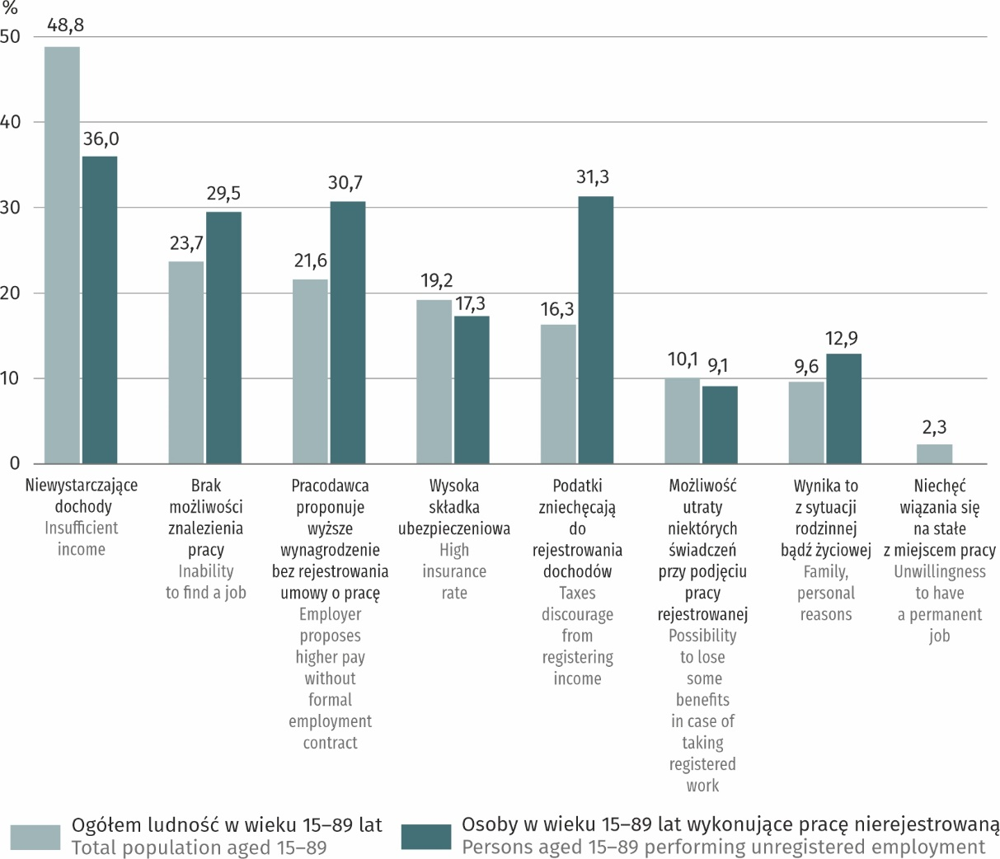 %
50
40
30
20
10
0
48,8
36,0
23,7
29,5
21,6
30,7
19,2
17,3
16,3
31,3
10,1
9,1
9,6
12,9
2,3
Niewystarczające
dochody
Insufficient
income
Brak
możliwości
znalezienia
pracy
Inability
to find a job
Pracodawca
proponuje
wyższe
wynagrodzenie
bez rejestrowania
umowy o pracę
Employer
proposes
higher pay
without
formal
employment
contract
Wysoka
składka
ubezpieczeniowa
High
insurance
rate
Podatki
zniechęcają
do
rejestrowania
dochodów
Taxes
discourage
from
registering
income
Możliwość
utraty
niektórych
świadczeń
przy podjęciu
pracy
rejestrowanej
Possibility
to lose
some
benefits
in case of
taking
registered
work
Wynika to
z sytuacji
rodzinnej
bądź życiowej
Family,
personal
reasons
Niechęć
wiązania się
na stałe
z miejscem pracy
Unwillingness
to have
a permanent
job
Ogółem ludność w wieku 15–89 lat
Total population aged 15–89
Osoby w wieku 15–89 lat wykonujące pracę nierejestrowaną
Persons aged 15–89 performing unregistered employment